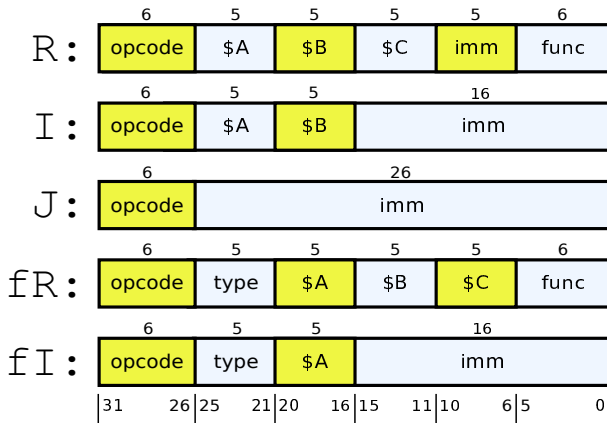 6 5 5 5 5 6
R: opcode $A $B $C imm func
6 5 5 16
I: opcode $A $B imm
6 26
J: opcode imm
6 5 5 5 5 6
fR: opcode type $A $B $C func
6 5 5 16
fI: opcode type $A imm
31 26 25 21 20 16 15 11 10 6 5 0